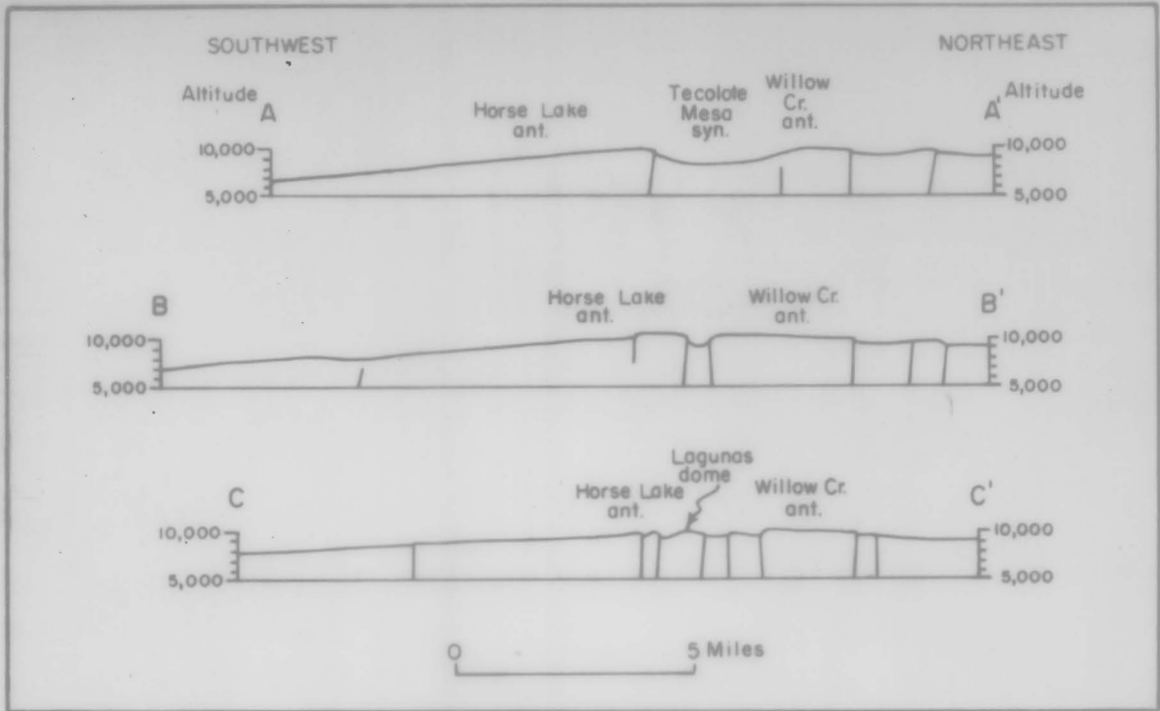 SOUTHWEST
NORTHEAST
Altitude
A
Horse Lake
ant.
Tecolote
Mesa
syn.
Willow
Cr.
ant.
A'
Altitude
10,000
5,000
10,000
5,000
B
Horse Lake
ant.
Willow Cr.
ant.
B'
10,000
5,000
10,000
5,000
C
Horse Lake
ant.
Lagunas
dome
Willow Cr.
ant.
C'
10,000
5,000
10,000
5,000
0
5 Miles